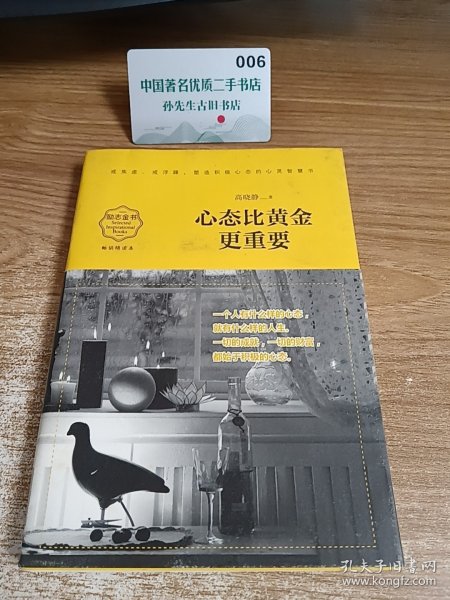 006
中国著名优质二手书店
孙先生古旧书店
戒焦虑、戒浮躁，塑造积极心态的心灵智慧书
高晓静 著
励志金书
Selected
Inspirational
Books
畅销精读本
心态比黄金
更重要
一个人有什么样的心态，
就有什么样的人生。
一切的成就，一切的财富，
都始于积极的心态。
孔夫子旧书网
www.kongfz.com